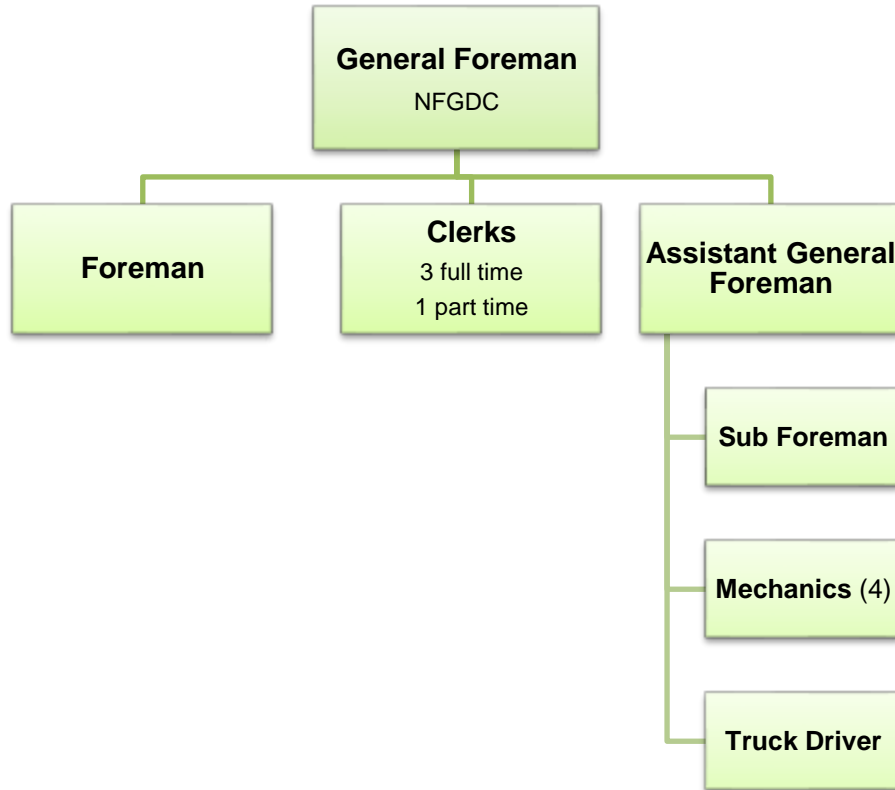 General Foreman
NFGDC
Foreman
Clerks
3 full time
1 part time
Assistant General
Foreman
Sub Foreman
Mechanics (4)
Truck Driver